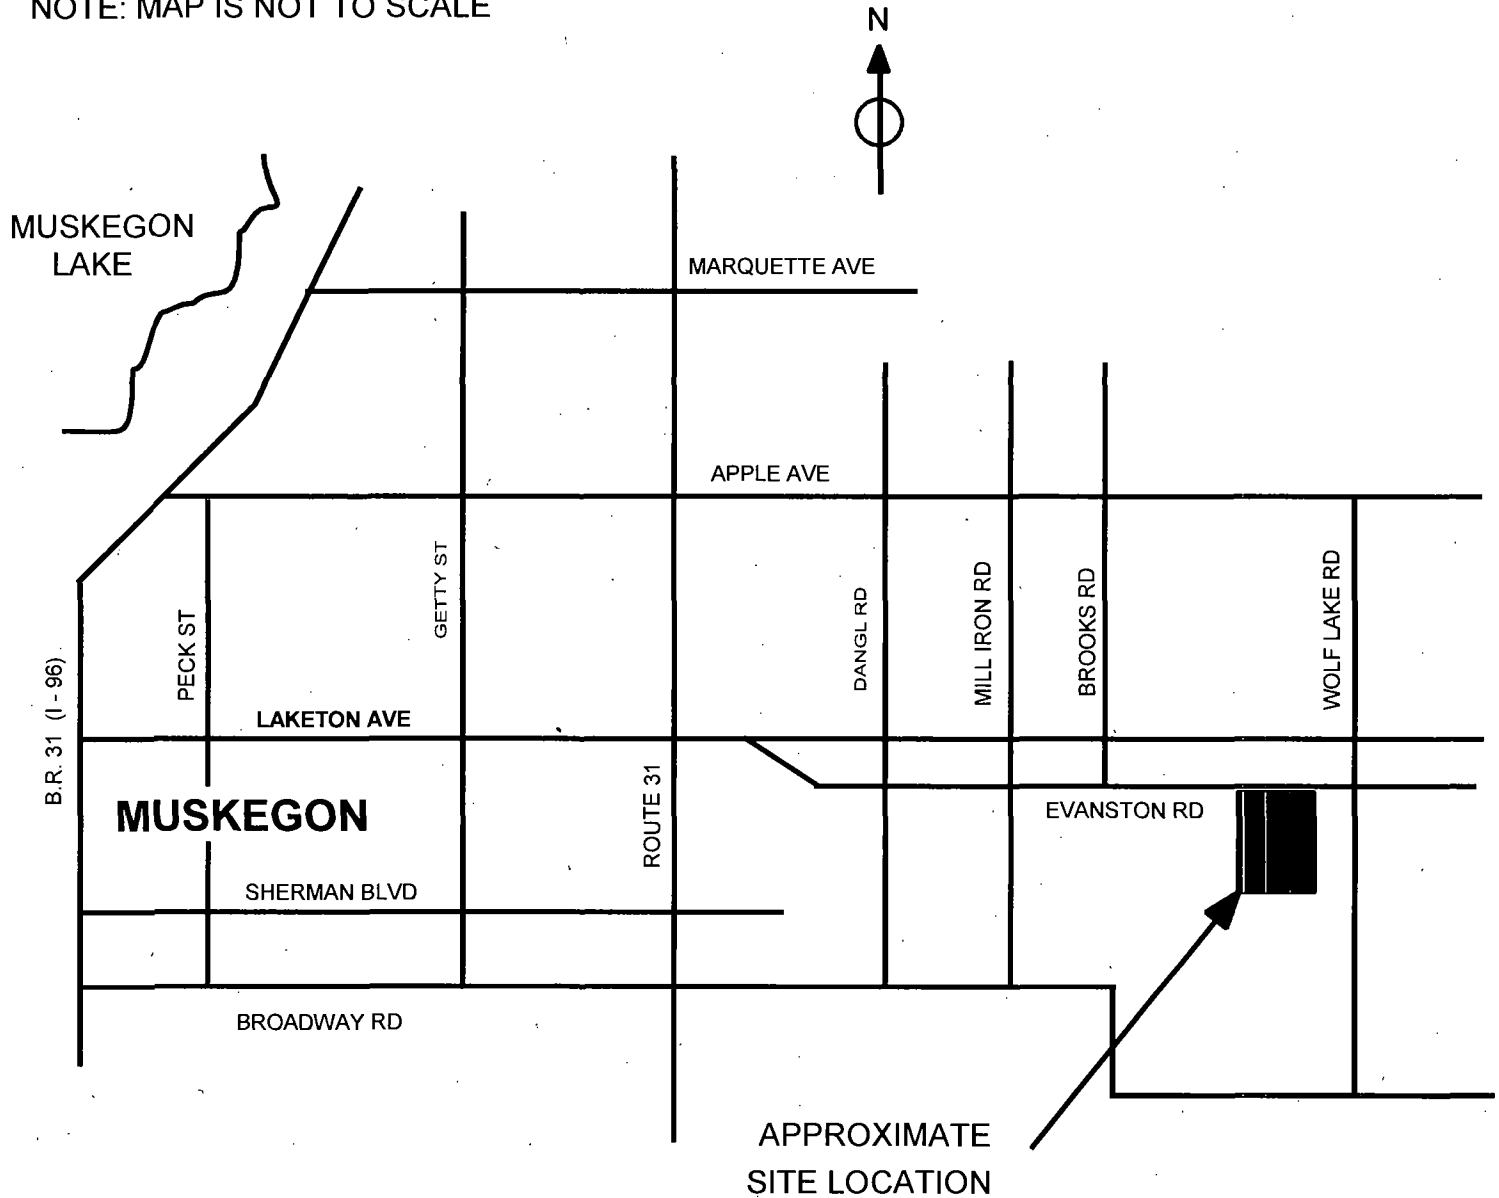 NOTE: MAP IS NOT TO SCALE
N
MUSKEGON
LAKE
MARQUETTE AVE
APPLE AVE
GETTY ST
PECK ST
DANGL RD
MILL IRON RD
BROOKS RD
WOLF LAKE RD
B.R. 31 (I - 96)
LAKETON AVE
ROUTE 31
MUSKEGON
EVANSTON RD
SHERMAN BLVD
BROADWAY RD
APPROXIMATE
SITE LOCATION